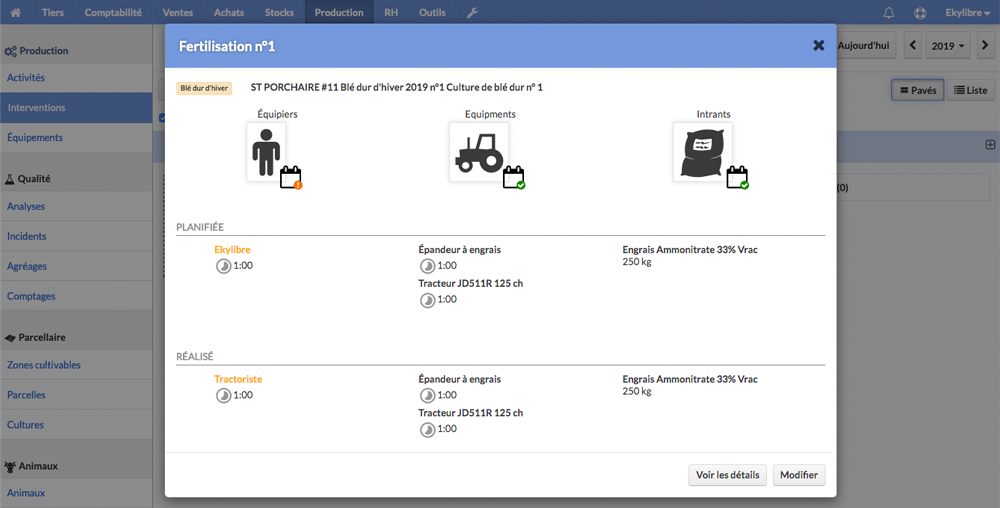 Tiers Comptabilité Ventes Achats Stocks Production RH Outils Ekylibre
Production
Activités
Interventions
Équipements
Qualité
Analyses
Incidents
Agréages
Comptages
Parcellaire
Zones cultivables
Parcelles
Cultures
Animaux
Animaux
Aujourd'hui 2019
Pavés Liste
(0)
Fertilisation n°1
Blé dur d'hiver ST PORCHAIRE #11 Blé dur d'hiver 2019 n°1 Culture de blé dur n° 1
Équipiers Equipments Intrants
PLANIFIÉE
Ekylibre Épandeur à engrais Engrais Ammonitrate 33% Vrac
1:00 1:00 250 kg
Tracteur JD511R 125 ch
1:00
RÉALISÉ
Tractoriste Épandeur à engrais Engrais Ammonitrate 33% Vrac
1:00 1:00 250 kg
Tracteur JD511R 125 ch
1:00
Voir les détails Modifier